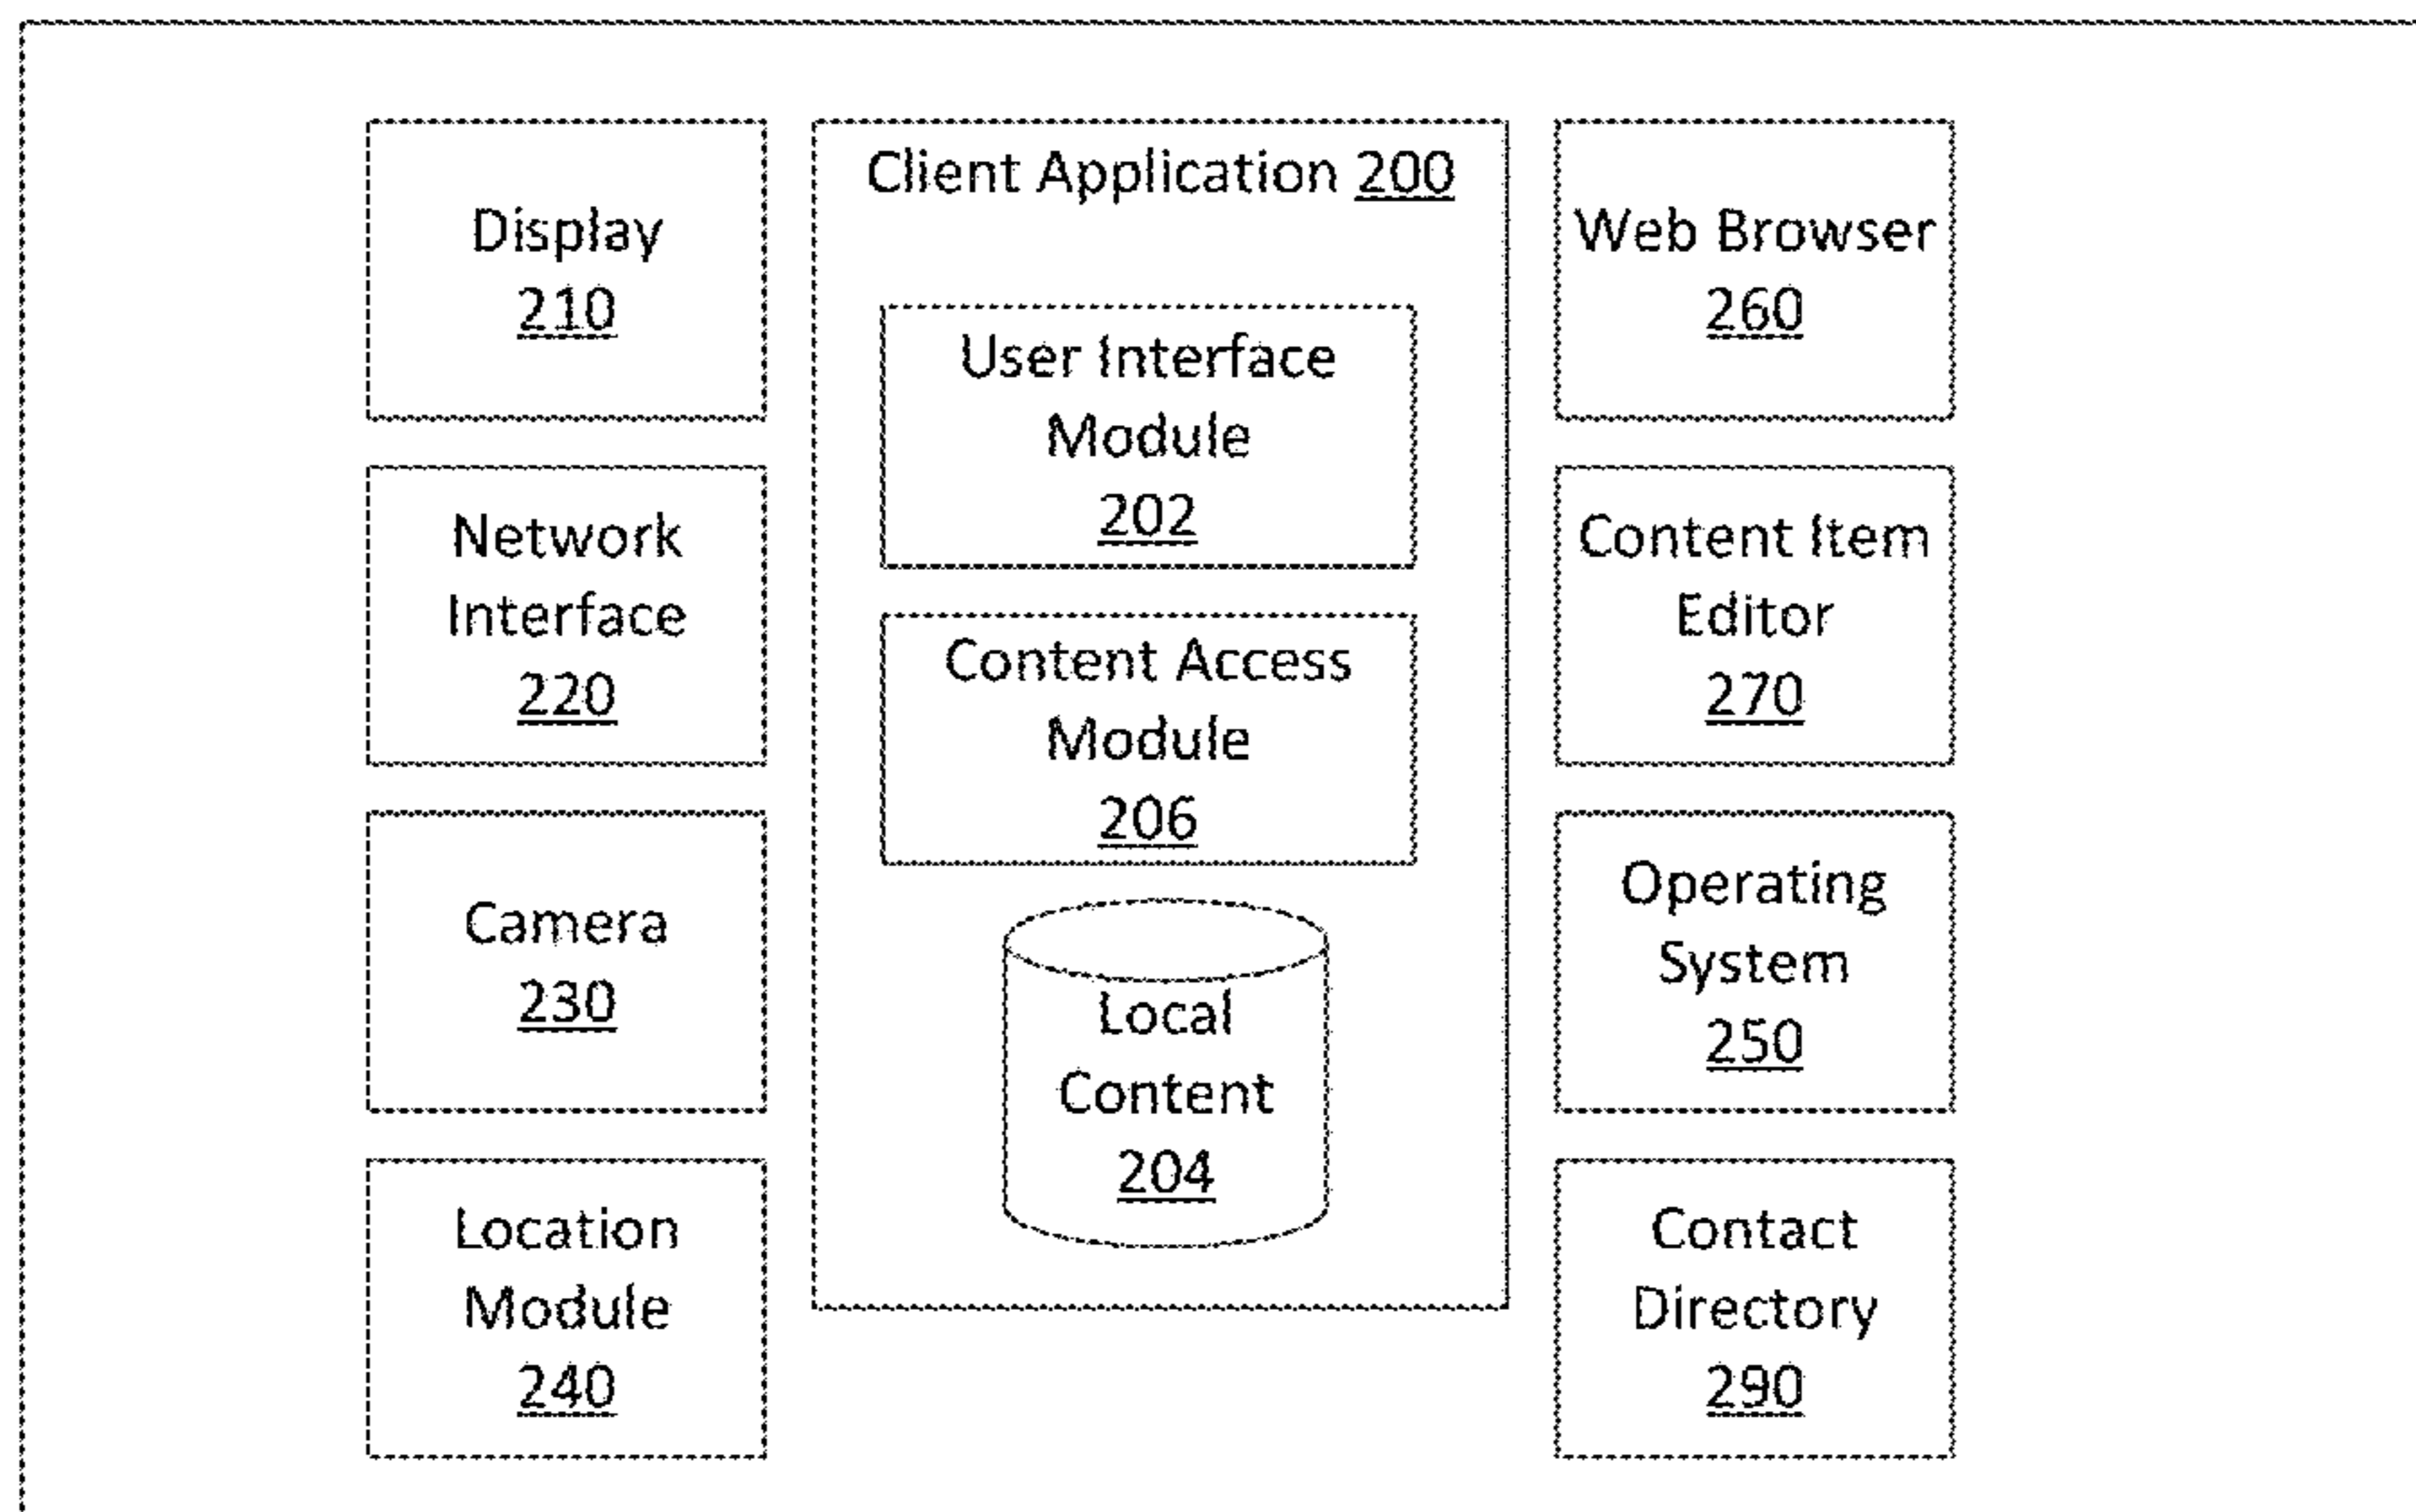 Display
210
Network
Interface
220
Camera
230
Location
Module
240
Client Application 200
User Interface
Module
202
Content Access
Module
206
Local
Content
204
Web Browser
260
Content Item
Editor
270
Operating
System
250
Contact
Directory
290